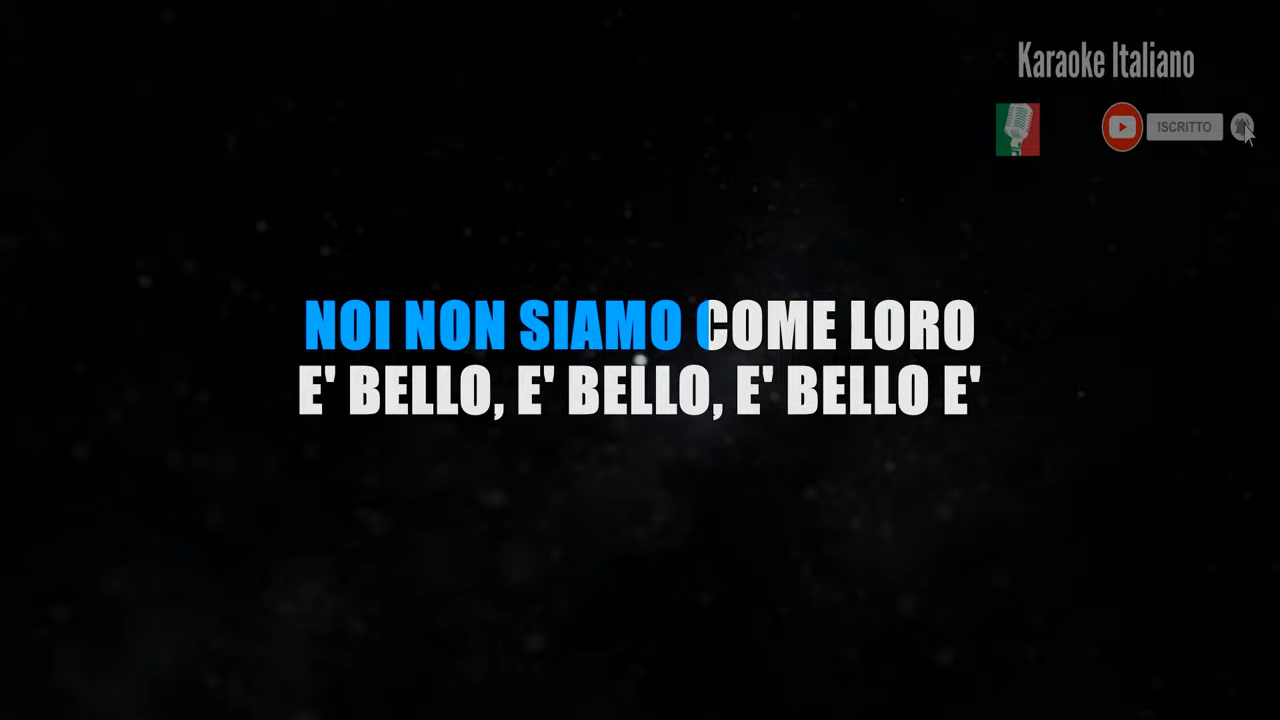 Karaoke Italiano
ISCRITTO
NOI NON SIAMO COME LORO
E' BELLO, E' BELLO, E' BELLO E'